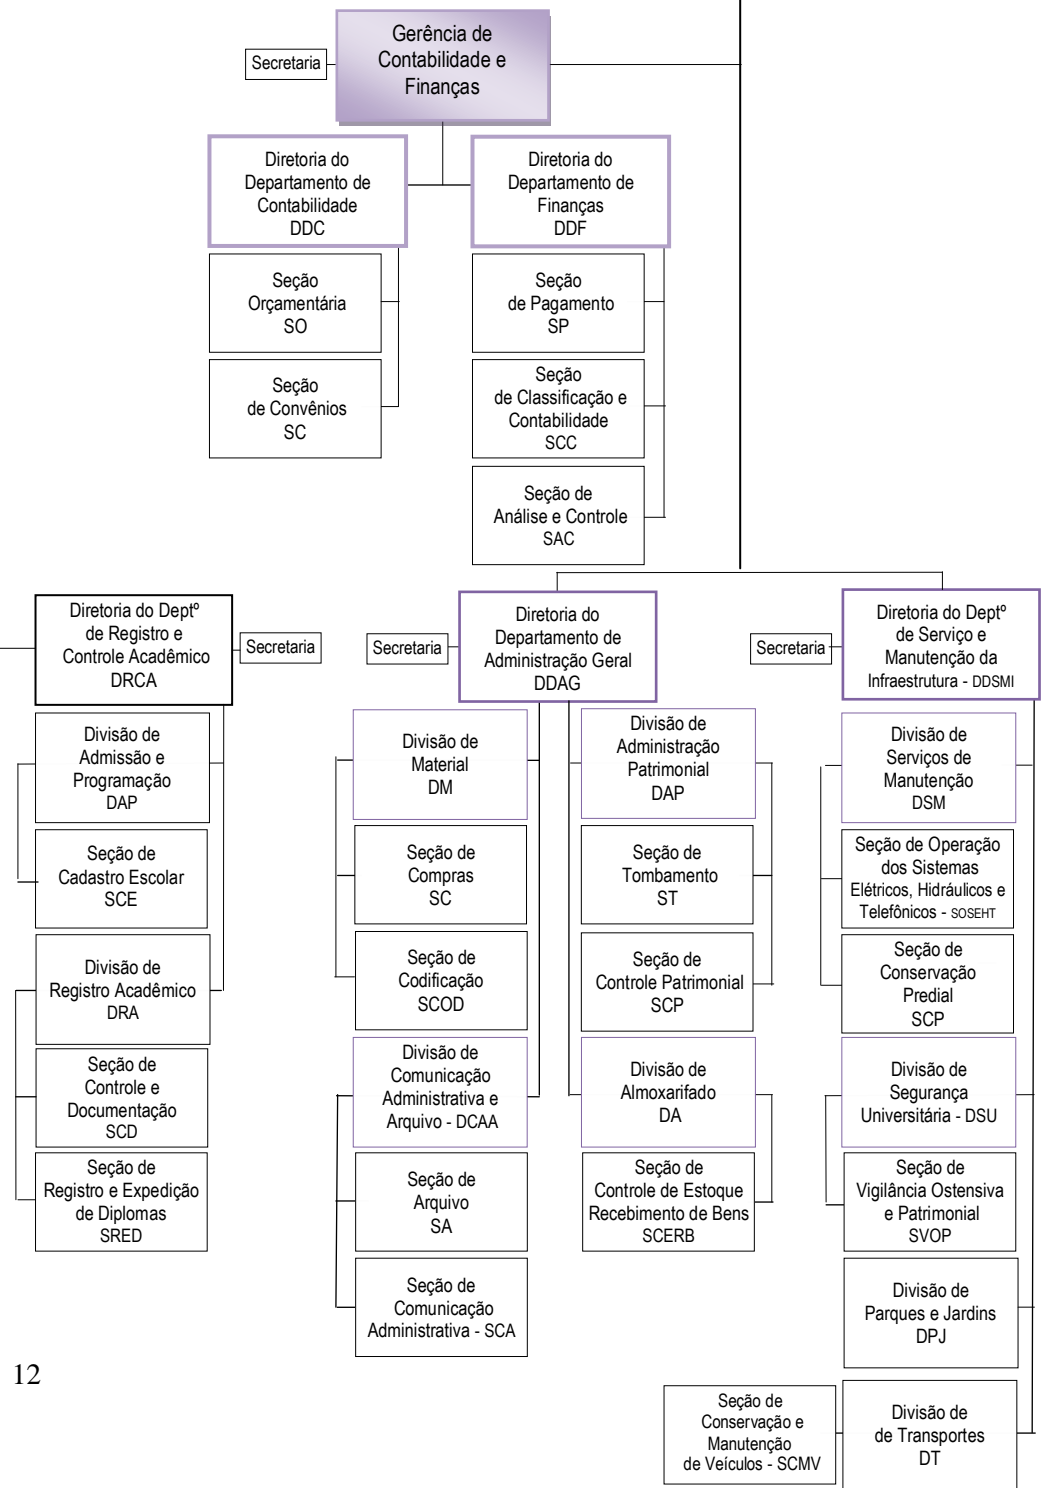 Gerência de
Contabilidade e
Finanças
Secretaria
Diretoria do
Departamento de
Contabilidade
DDC
Diretoria do
Departamento de
Finanças
DDF
Seção
Orçamentária
SO
Seção
de Convênios
SC
Seção
de Pagamento
SP
Seção
de Classificação e
Contabilidade
SCC
Seção de
Análise e Controle
SAC
Diretoria do Deptº
de Registro e
Controle Acadêmico
DRCA
Secretaria
Divisão de
Admissão e
Programação
DAP
Seção de
Cadastro Escolar
SCE
Divisão de
Registro Acadêmico
DRA
Seção de
Controle e
Documentação
SCD
Seção de
Registro e Expedição
de Diplomas
SRED
Secretaria
Diretoria do
Departamento de
Administração Geral
DDAG
Divisão de
Material
DM
Seção de
Compras
SC
Seção de
Codificação
SCOD
Divisão de
Comunicação
Administrativa e
Arquivo - DCAA
Seção de
Arquivo
SA
Seção de
Comunicação
Administrativa - SCA
Divisão de
Administração
Patrimonial
DAP
Seção de
Tombamento
ST
Seção de
Controle Patrimonial
SCP
Divisão de
Almoxarifado
DA
Seção de
Controle de Estoque
Recebimento de Bens
SCERB
Secretaria
Diretoria do Deptº
de Serviço e
Manutenção da
Infraestrutura - DDSMI
Divisão de
Serviços de
Manutenção
DSM
Seção de Operação
dos Sistemas
Elétricos, Hidráulicos e
Telefônicos - SOSEHT
Seção de
Conservação
Predial
SCP
Divisão de
Segurança
Universitária - DSU
Seção de
Vigilância Ostensiva
e Patrimonial
SVOP
Divisão de
Parques e Jardins
DPJ
Seção de
Conservação e
Manutenção
de Veículos - SCMV
Divisão de
de Transportes
DT
12